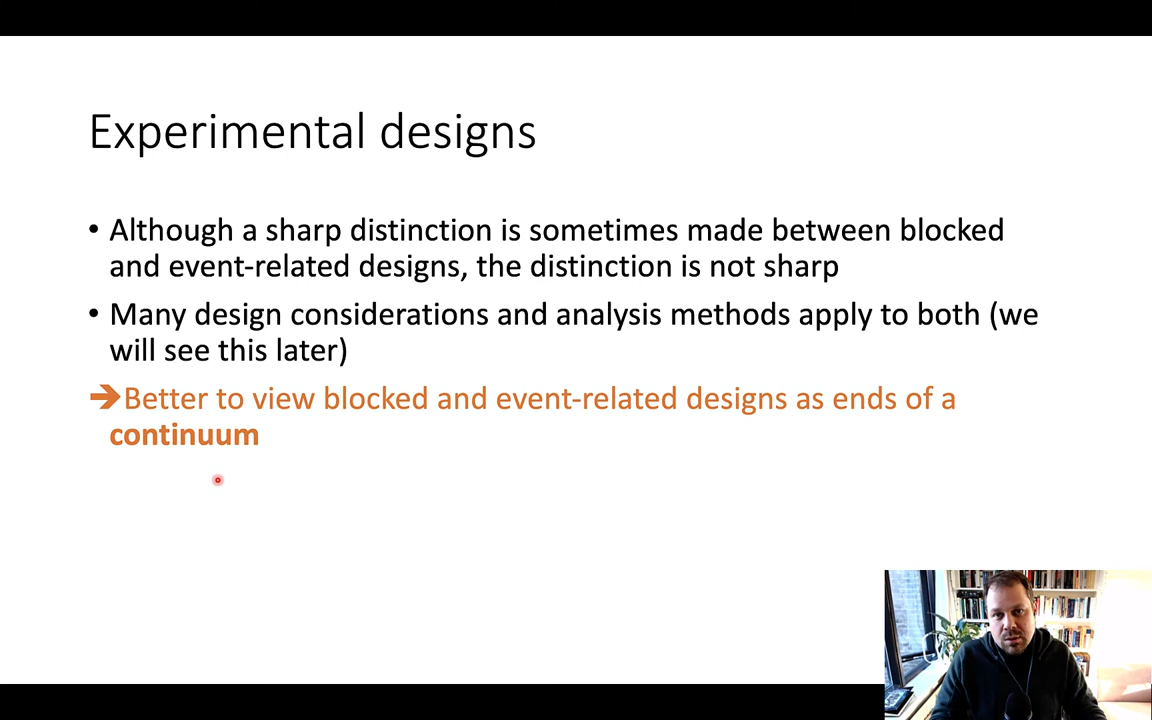 Experimental designs
• Although a sharp distinction is sometimes made between blocked
and event-related designs, the distinction is not sharp
• Many design considerations and analysis methods apply to both (we
will see this later)
➔Better to view blocked and event-related designs as ends of a
continuum